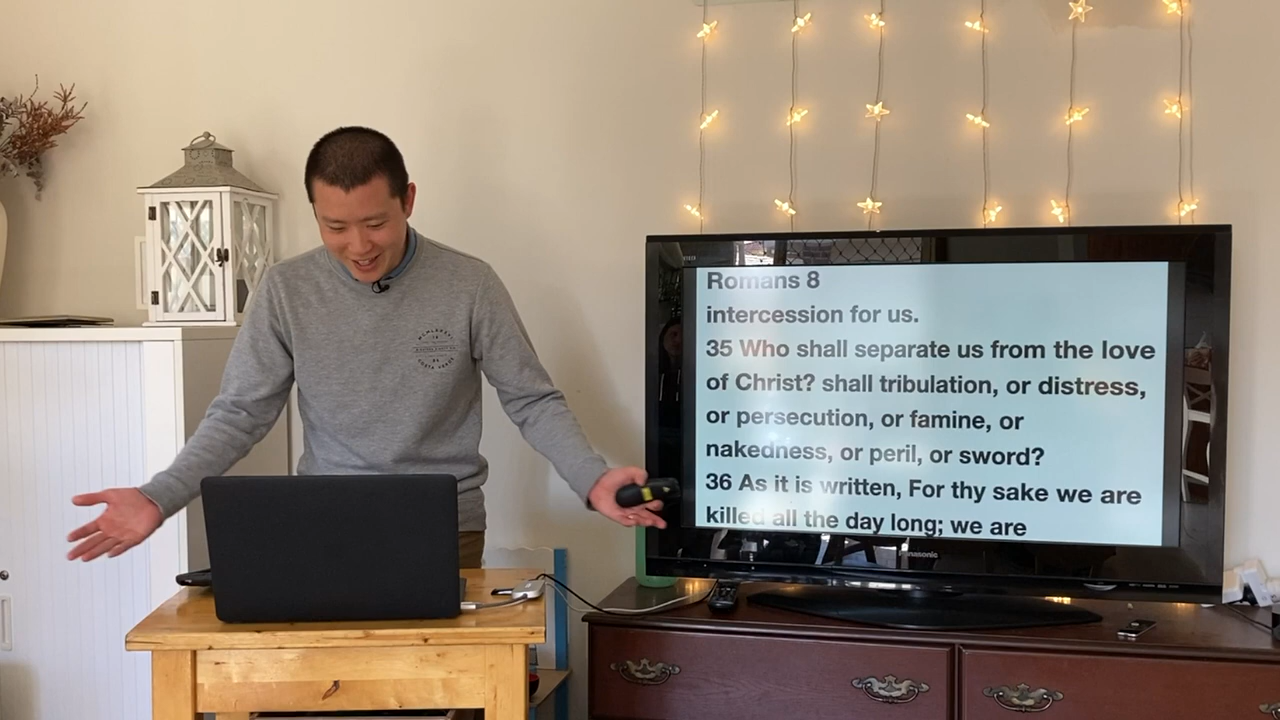 Romans 8
intercession for us.
35 Who shall separate us from the love
of Christ? shall tribulation, or distress,
or persecution, or famine, or
nakedness, or peril, or sword?
36 As it is written, For thy sake we are
killed all the day long; we are
Panasonic